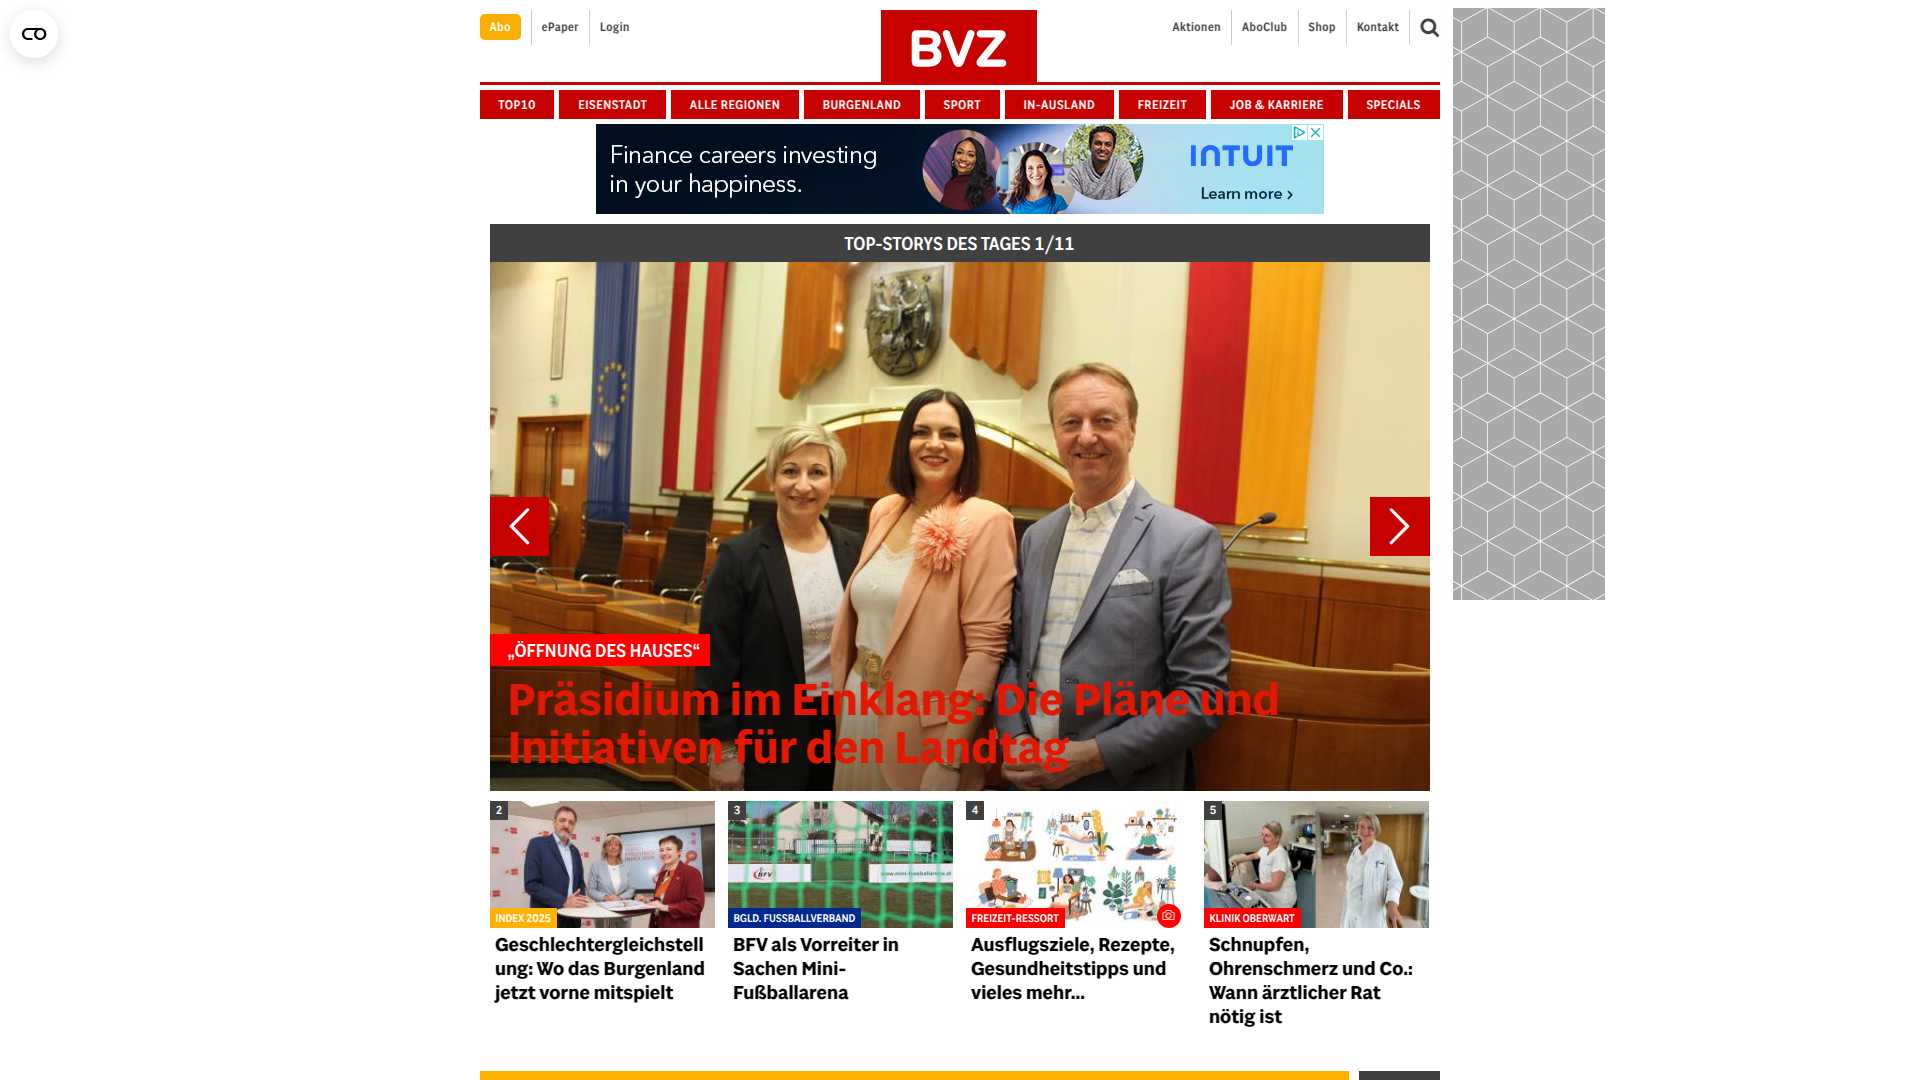 Abo
ePaper
Login
BVZ
Aktionen
AboClub
Shop
Kontakt
TOP10
EISENSTADT
ALLE REGIONEN
BURGENLAND
SPORT
IN-AUSLAND
FREIZEIT
JOB & KARRIERE
SPECIALS
Finance careers investing
in your happiness.
INTUIT
Learn more >
TOP-STORYS DES TAGES 1/11
„ÖFFNUNG DES HAUSES“
Präsidium im Einklang: Die Pläne und
Initiativen für den Landtag
2
INDEX 2025
Geschlechtergleichstell
ung: Wo das Burgenland
jetzt vorne mitspielt
3
BFV
BGLD. FUSSBALLVERBAND
BFV als Vorreiter in
Sachen Mini-
Fußballarena
4
FREIZEIT-RESSORT
Ausflugsziele, Rezepte,
Gesundheitstipps und
vieles mehr...
5
KLINIK OBERWART
Schnupfen,
Ohrenschmerz und Co.:
Wann ärztlicher Rat
nötig ist